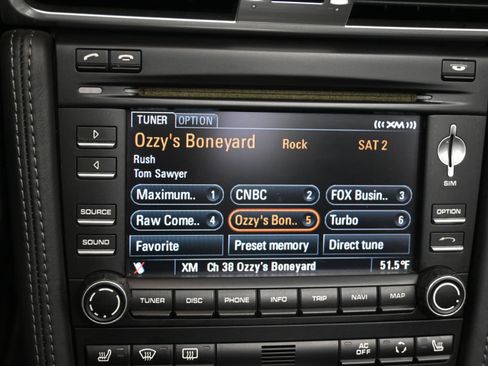 TUNER OPTION
(((XM)))
Ozzy's Boneyard Rock SAT 2
Rush
Tom Sawyer
Maximum.. 1 CNBC 2 FOX Busin.. 3
Raw Come.. 4 Ozzy's Bon.. 5 Turbo 6
Favorite Preset memory Direct tune
XM Ch 38 Ozzy's Boneyard 51.5°F
SIM
SOURCE OPTION
SOUND
TUNER DISC PHONE INFO TRIP NAVI MAP
AC OFF